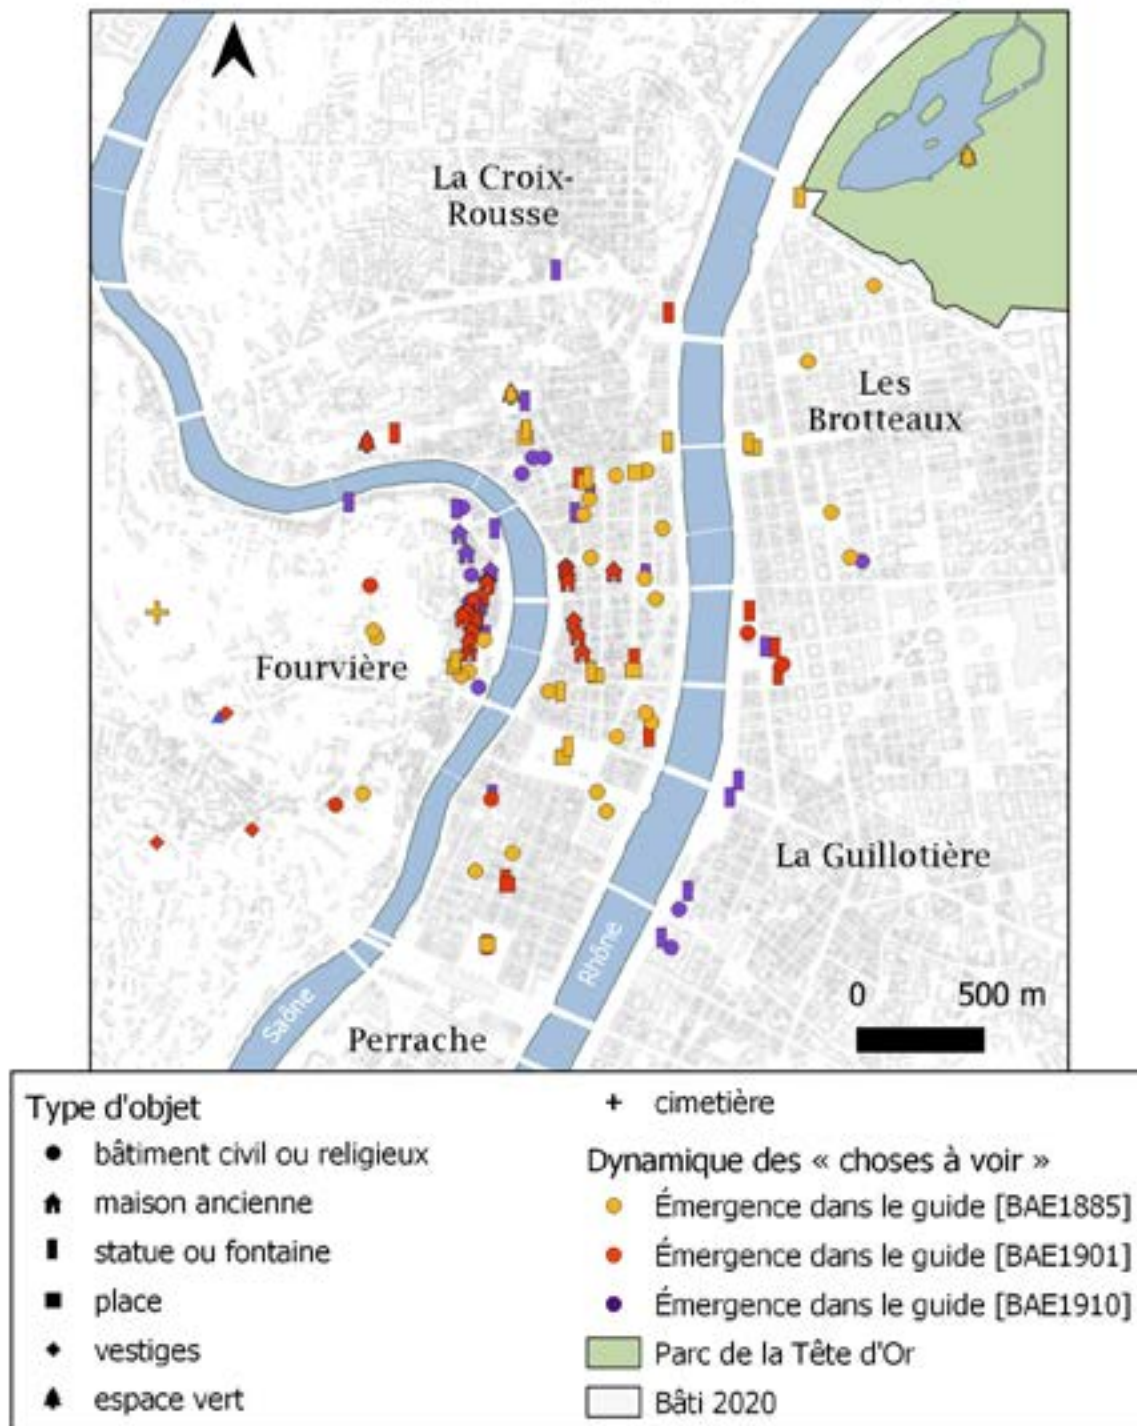 La Croix-
Rousse
Les
Brotteaux
Fourvière
La Guillotière
Rhône
Saône
Perrache
0 500 m
Type d'objet
bâtiment civil ou religieux
maison ancienne
statue ou fontaine
place
vestiges
espace vert
cimetière
Dynamique des « choses à voir »
Émergence dans le guide [BAE1885]
Émergence dans le guide [BAE1901]
Émergence dans le guide [BAE1910]
Parc de la Tête d'Or
Bâti 2020